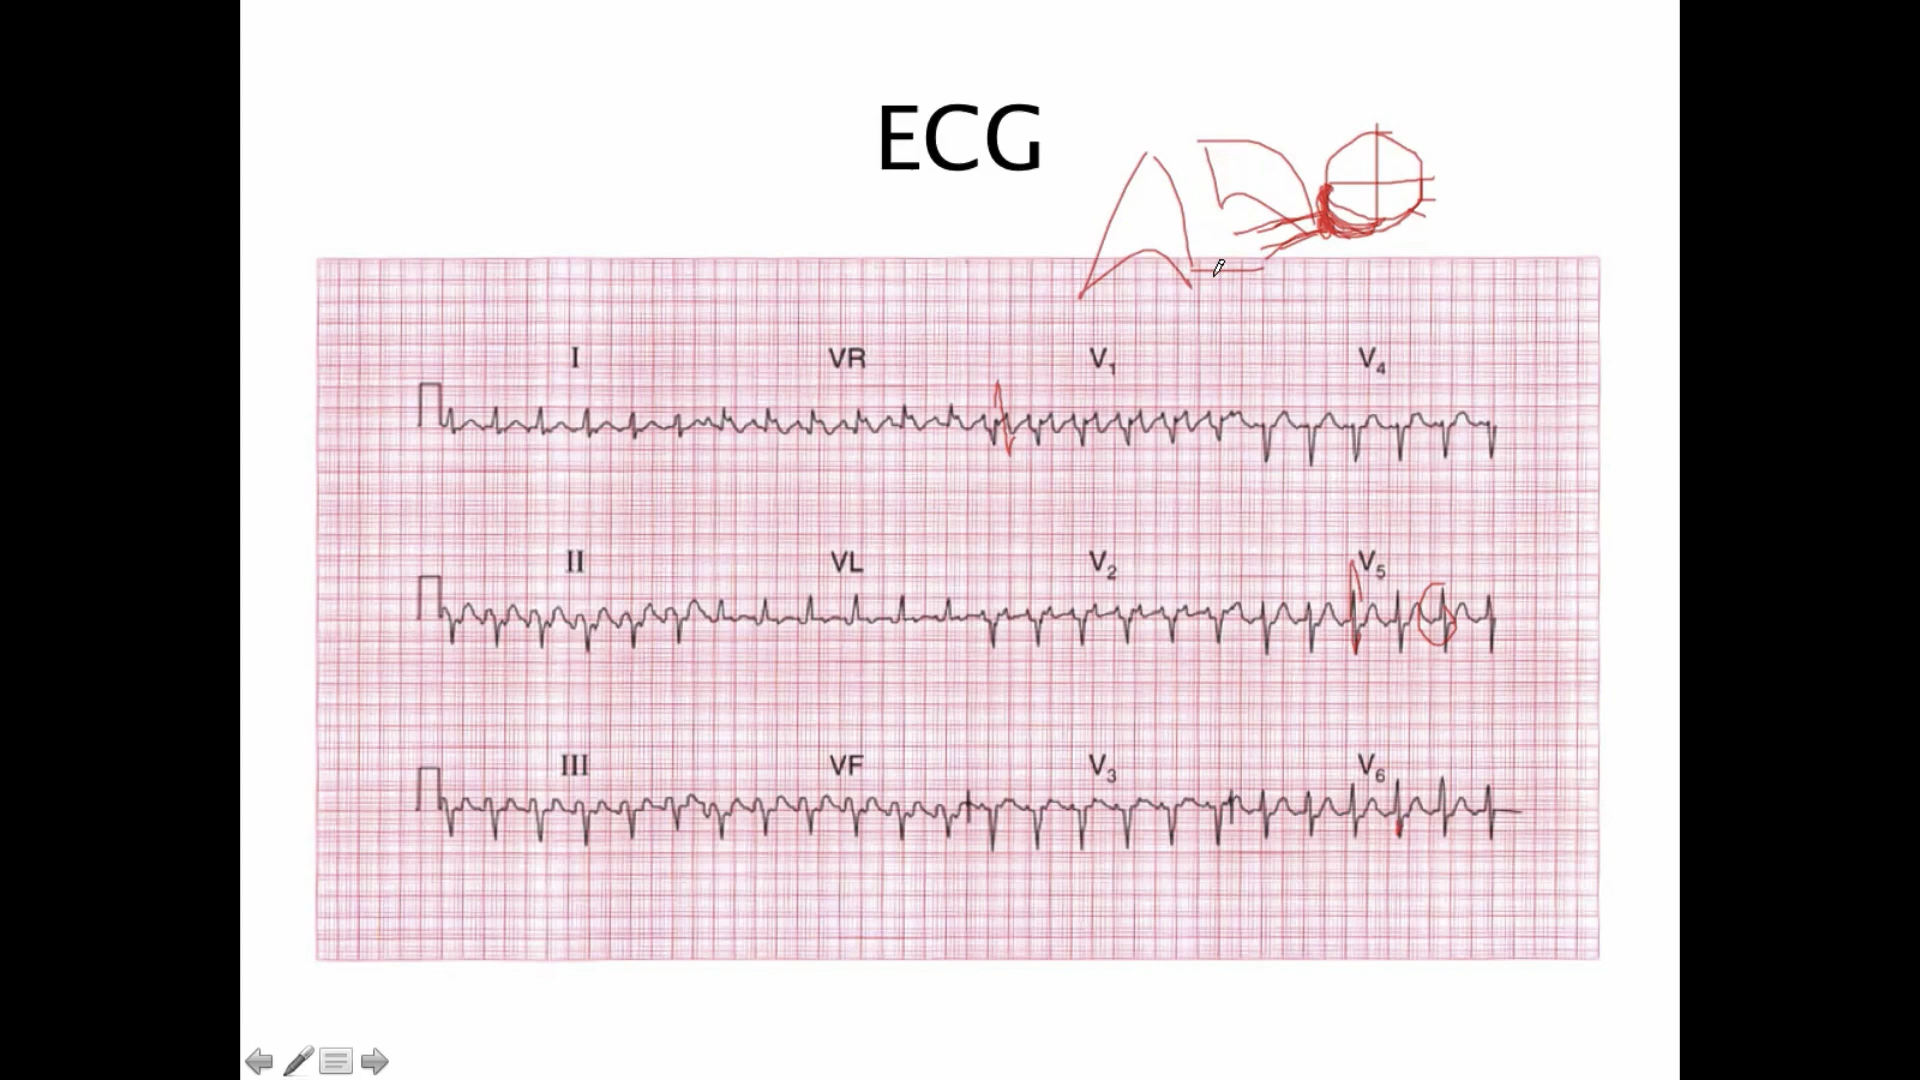 ECG
I VR V₁ V₄
II VL V₂ V₅
III VF V₃ V₆